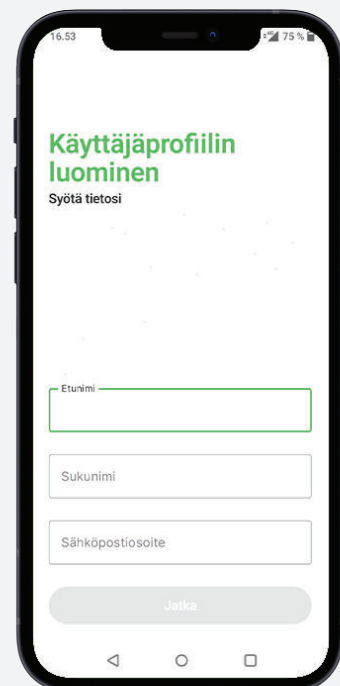 16.53
75 %
Käyttäjäprofiilin
luominen
Syötä tietosi
Etunimi
Sukunimi
Sähköpostiosoite
Jatka